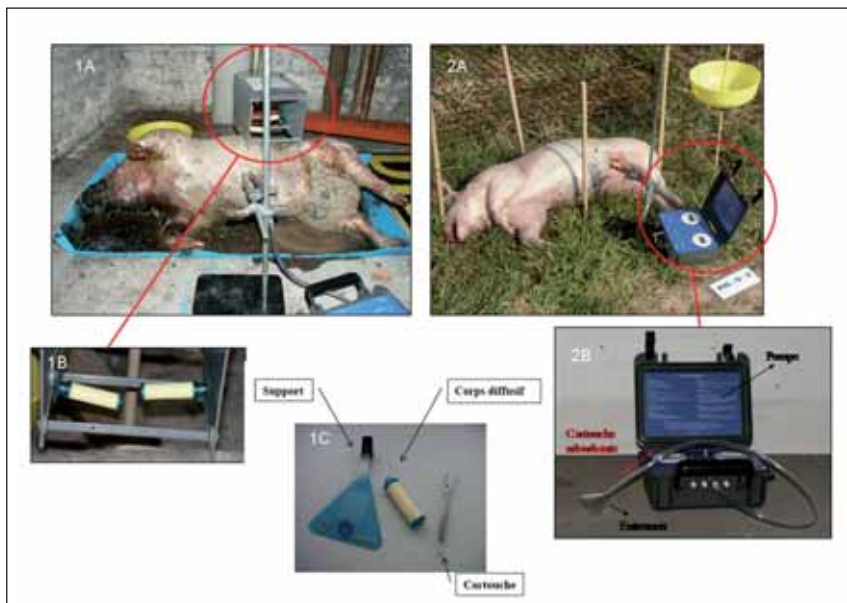 1A
2A
1B
Support
Corps diffusif
1C
Cartouche
2B
Pompe
Cartouche
adsorbante
Entonnoir